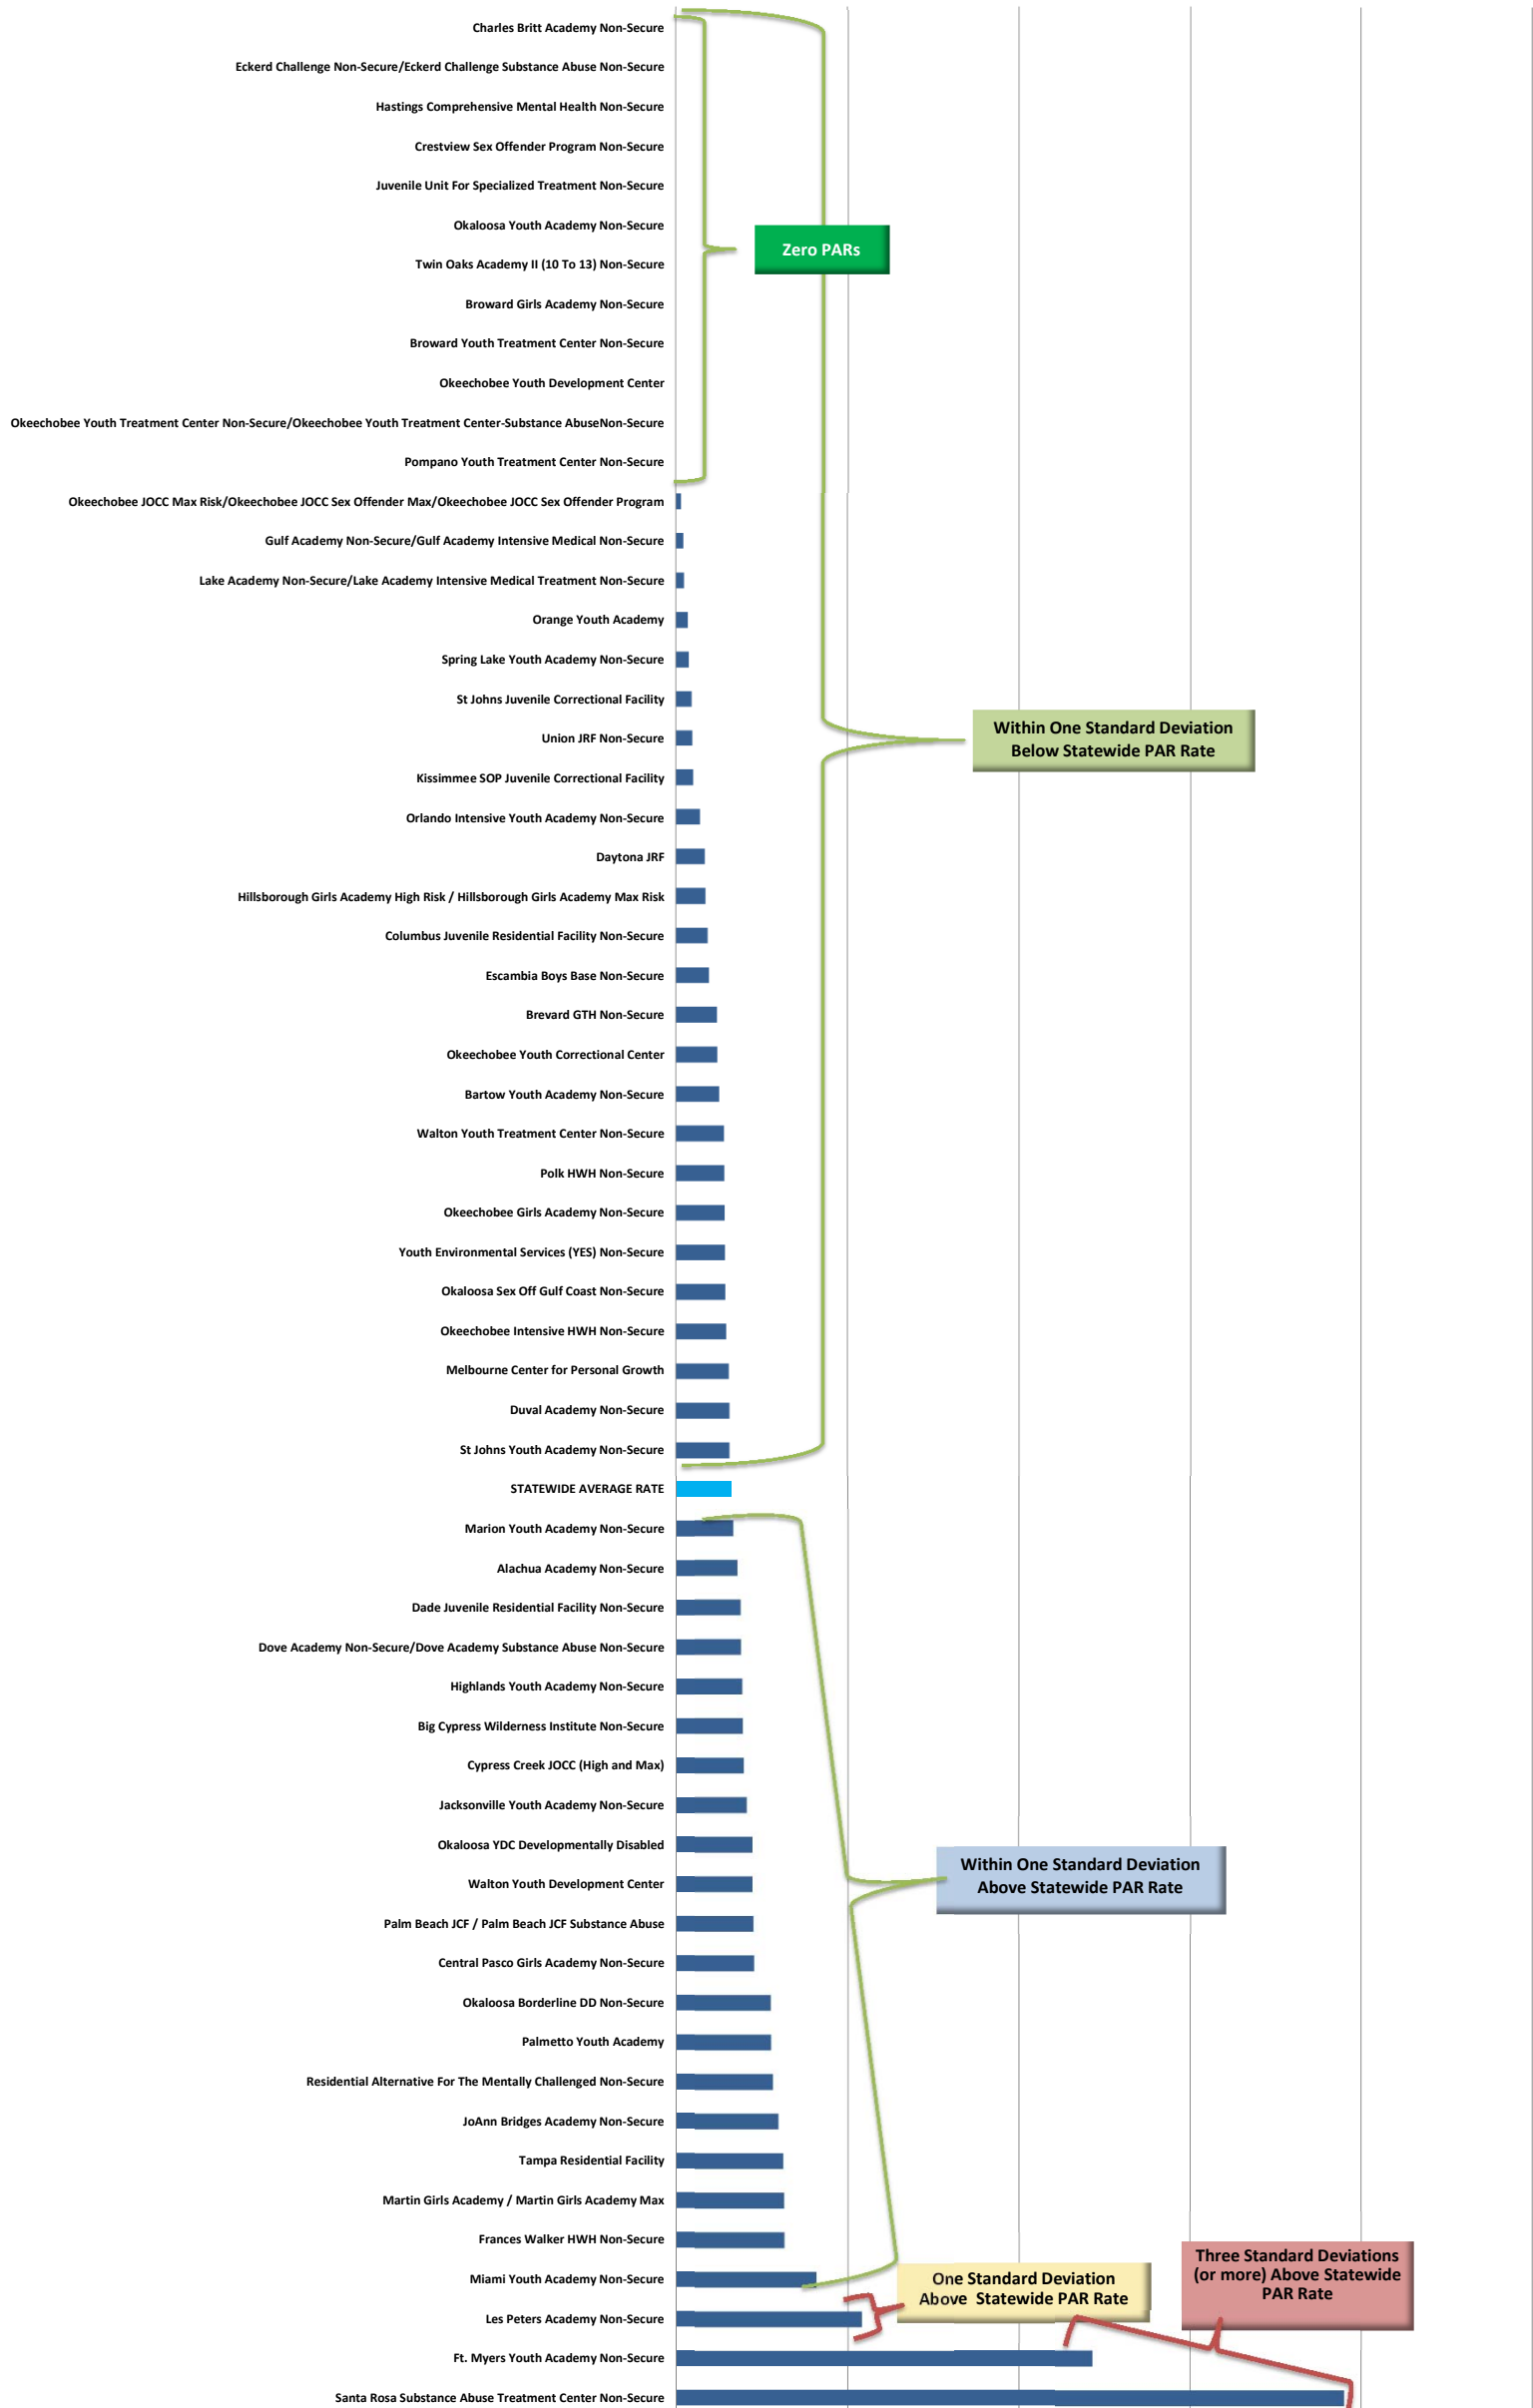 Charles Britt Academy Non-Secure
Eckerd Challenge Non-Secure/Eckerd Challenge Substance Abuse Non-Secure
Hastings Comprehensive Mental Health Non-Secure
Crestview Sex Offender Program Non-Secure
Juvenile Unit For Specialized Treatment Non-Secure
Okaloosa Youth Academy Non-Secure
Zero PARs
Twin Oaks Academy II (10 To 13) Non-Secure
Broward Girls Academy Non-Secure
Broward Youth Treatment Center Non-Secure
Okeechobee Youth Development Center
Okeechobee Youth Treatment Center Non-Secure/Okeechobee Youth Treatment Center-Substance AbuseNon-Secure
Pompano Youth Treatment Center Non-Secure
Okeechobee JOCC Max Risk/Okeechobee JOCC Sex Offender Max/Okeechobee JOCC Sex Offender Program
Gulf Academy Non-Secure/Gulf Academy Intensive Medical Non-Secure
Lake Academy Non-Secure/Lake Academy Intensive Medical Treatment Non-Secure
Orange Youth Academy
Spring Lake Youth Academy Non-Secure
St Johns Juvenile Correctional Facility
Within One Standard Deviation
Below Statewide PAR Rate
Union JRF Non-Secure
Kissimmee SOP Juvenile Correctional Facility
Orlando Intensive Youth Academy Non-Secure
Daytona JRF
Hillsborough Girls Academy High Risk / Hillsborough Girls Academy Max Risk
Columbus Juvenile Residential Facility Non-Secure
Escambia Boys Base Non-Secure
Brevard GTH Non-Secure
Okeechobee Youth Correctional Center
Bartow Youth Academy Non-Secure
Walton Youth Treatment Center Non-Secure
Polk HWH Non-Secure
Okeechobee Girls Academy Non-Secure
Youth Environmental Services (YES) Non-Secure
Okaloosa Sex Off Gulf Coast Non-Secure
Okeechobee Intensive HWH Non-Secure
Melbourne Center for Personal Growth
Duval Academy Non-Secure
St Johns Youth Academy Non-Secure
STATEWIDE AVERAGE RATE
Marion Youth Academy Non-Secure
Alachua Academy Non-Secure
Dade Juvenile Residential Facility Non-Secure
Dove Academy Non-Secure/Dove Academy Substance Abuse Non-Secure
Highlands Youth Academy Non-Secure
Big Cypress Wilderness Institute Non-Secure
Cypress Creek JOCC (High and Max)
Jacksonville Youth Academy Non-Secure
Okaloosa YDC Developmentally Disabled
Within One Standard Deviation
Above Statewide PAR Rate
Walton Youth Development Center
Palm Beach JCF / Palm Beach JCF Substance Abuse
Central Pasco Girls Academy Non-Secure
Okaloosa Borderline DD Non-Secure
Palmetto Youth Academy
Residential Alternative For The Mentally Challenged Non-Secure
JoAnn Bridges Academy Non-Secure
Tampa Residential Facility
Martin Girls Academy / Martin Girls Academy Max
Frances Walker HWH Non-Secure
Three Standard Deviations
(or more) Above Statewide
PAR Rate
Miami Youth Academy Non-Secure
One Standard Deviation
Above Statewide PAR Rate
Les Peters Academy Non-Secure
Ft. Myers Youth Academy Non-Secure
Santa Rosa Substance Abuse Treatment Center Non-Secure